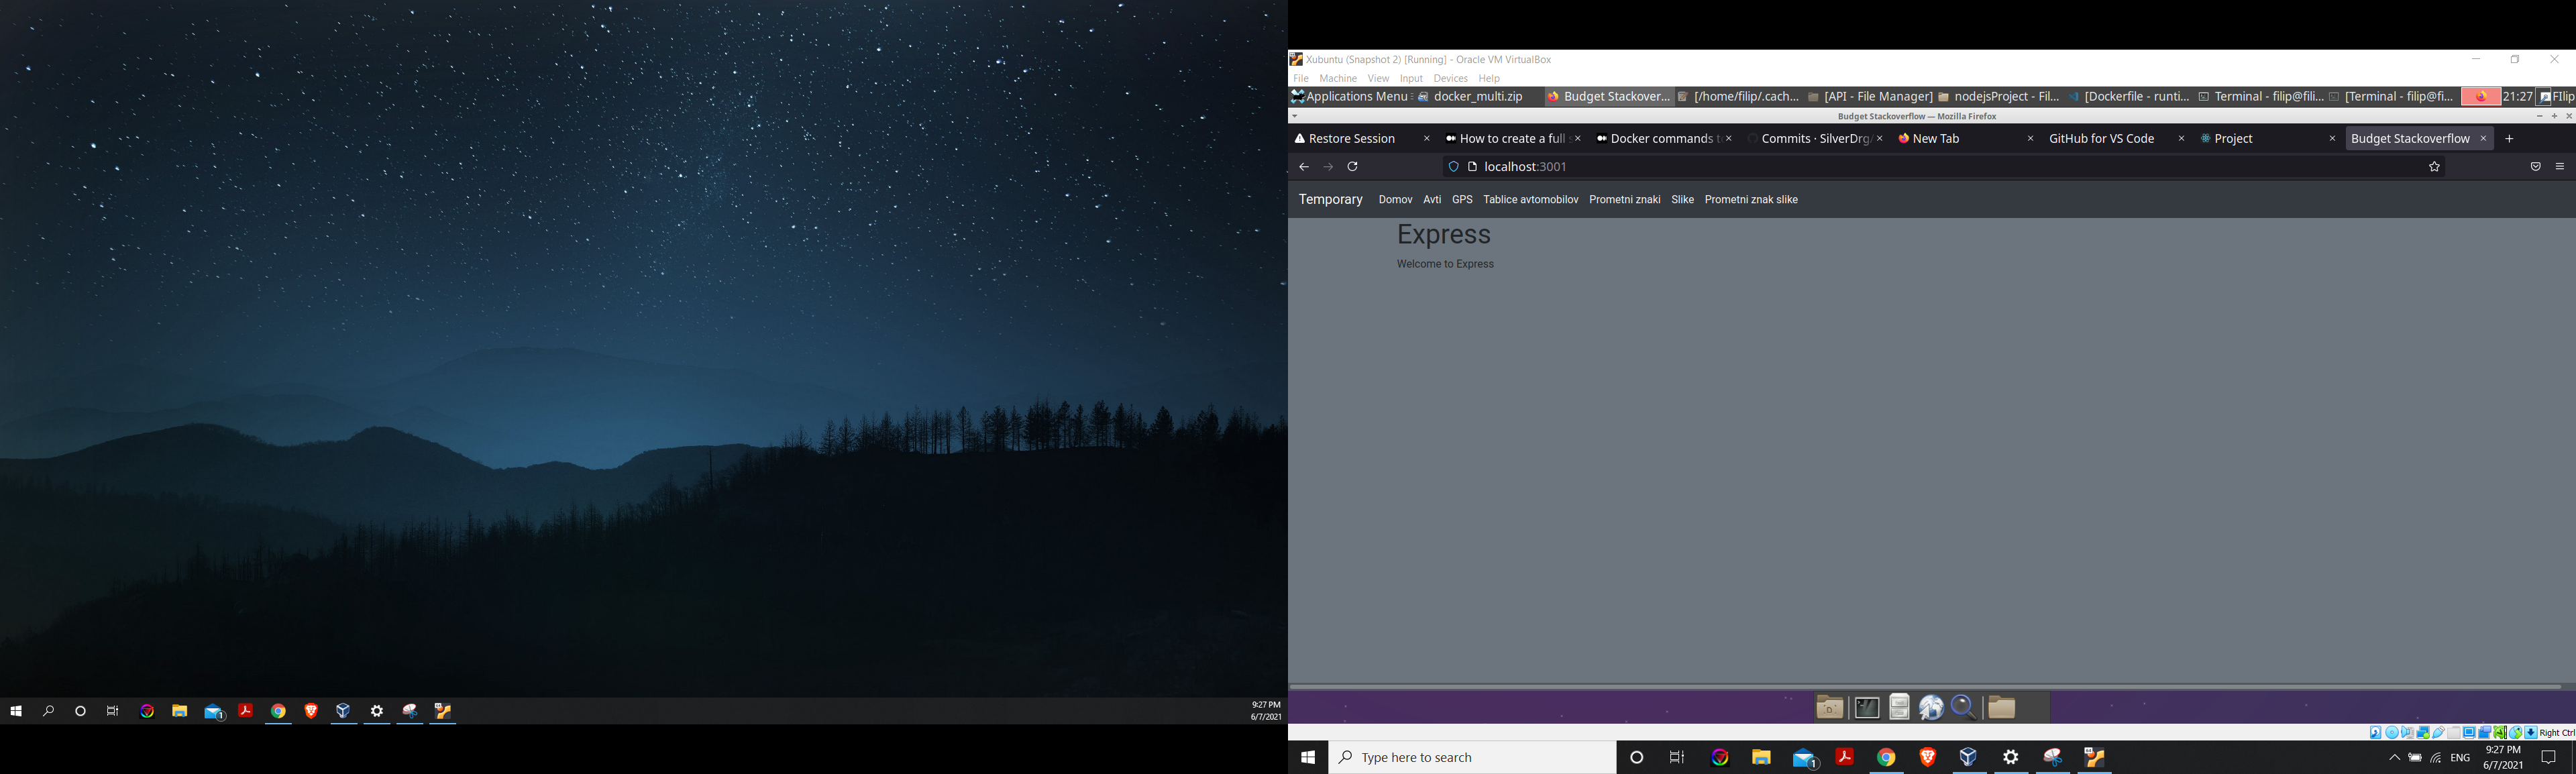 1
9:27 PM
6/7/2021
Xubuntu (Snapshot 2) [Running] - Oracle VM VirtualBox
File Machine View Input Devices Help
Applications Menu docker_multi.zip Budget Stackover... [/home/filip/.cach... [API - File Manager] nodejsProject - Fil... [Dockerfile - runti... Terminal - filip@fili... [Terminal - filip@fi... 21:27 FIlip
Budget Stackoverflow — Mozilla Firefox
Restore Session How to create a full s Docker commands t Commits · SilverDrg/ New Tab GitHub for VS Code Project Budget Stackoverflow
localhost:3001
Temporary Domov Avti GPS Tablice avtomobilov Prometni znaki Slike Prometni znak slike
Express
Welcome to Express
Right Ctrl
Type here to search
1
ENG
9:27 PM
6/7/2021